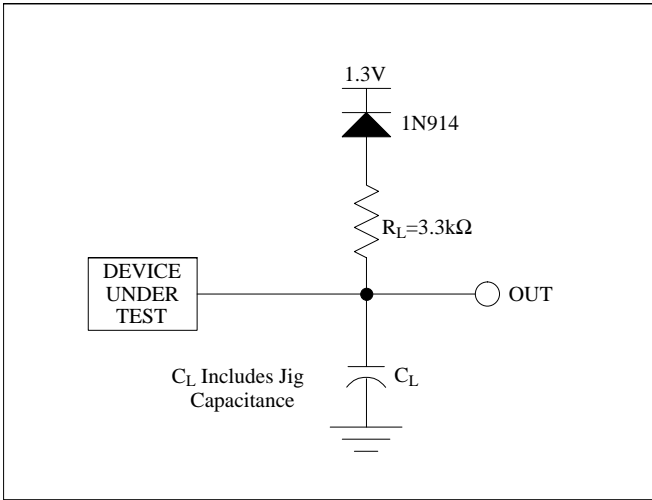 1.3V
1N914
R_L=3.3kΩ
DEVICE
UNDER
TEST
OUT
C_L Includes Jig
Capacitance
C_L